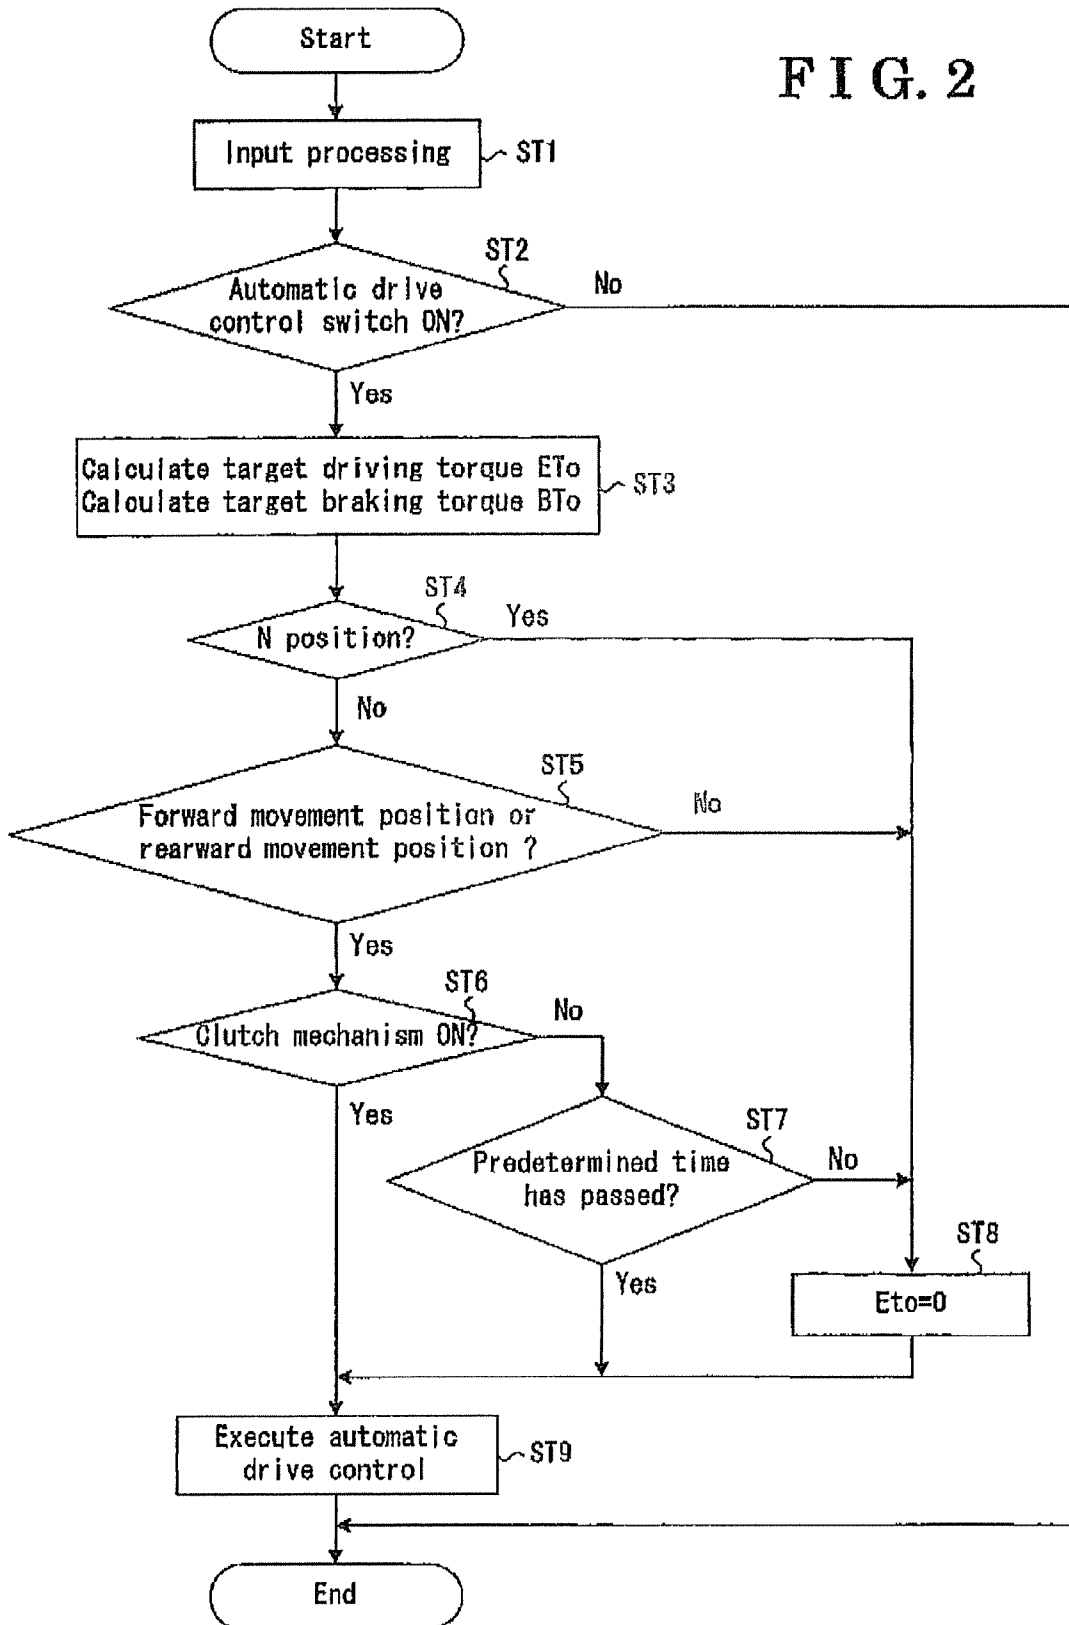 Start
FIG. 2
Input processing
ST1
ST2
Automatic drive
control switch ON?
No
Yes
Calculate target driving torque ETo
Calculate target braking torque BTo
ST3
ST4
N position?
Yes
No
ST5
Forward movement position or
rearward movement position ?
No
Yes
ST6
Clutch mechanism ON?
No
Yes
ST7
Predetermined time
has passed?
No
Yes
ST8
Eto=0
Execute automatic
drive control
ST9
End